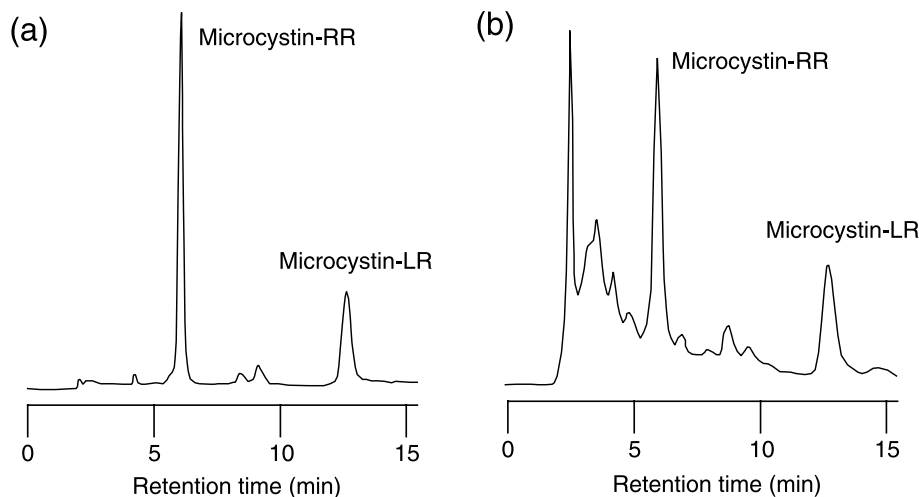 (a)
Microcystin-RR
Microcystin-LR
0 5 10 15
Retention time (min)
(b)
Microcystin-RR
Microcystin-LR
0 5 10 15
Retention time (min)